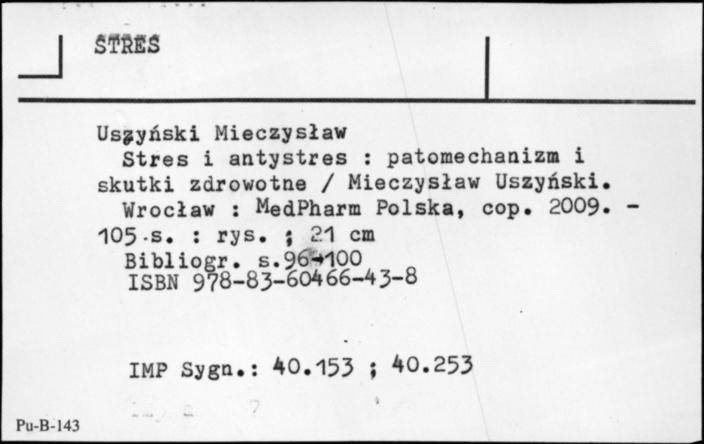 STRES
Uszyński Mieczysław
Stres i antystres : patomechanizm i
skutki zdrowotne / Mieczysław Uszyński.
Wrocław : MedPharm Polska, cop. 2009. -
105 s. : rys. ; 21 cm
Bibliogr. s.96-100
ISBN 978-83-60466-43-8
IMP Sygn.: 40.153 ; 40.253
Pu-B-143